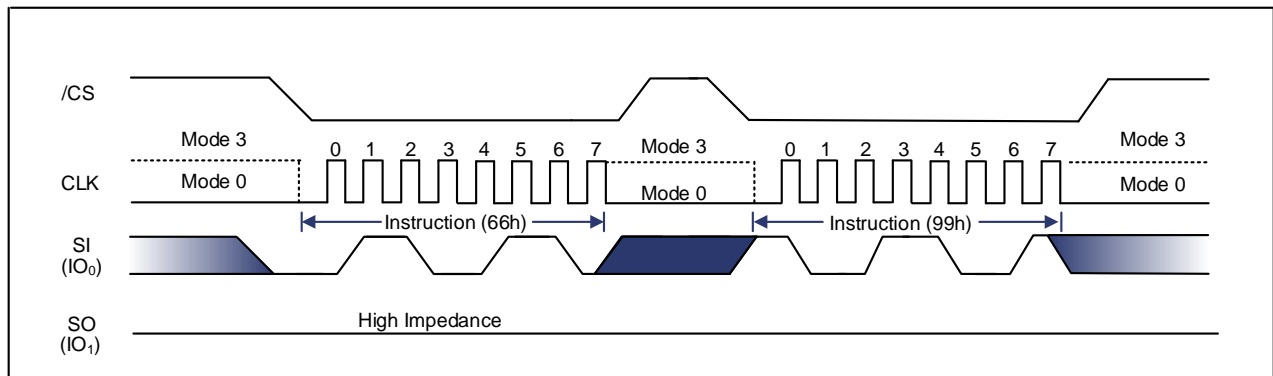 /CS
Mode 3
0 1 2 3 4 5 6 7
Mode 3
0 1 2 3 4 5 6 7
Mode 3
CLK
Mode 0
Mode 0
Mode 0
Instruction (66h)
Instruction (99h)
SI
(IO₀)
High Impedance
SO
(IO₁)